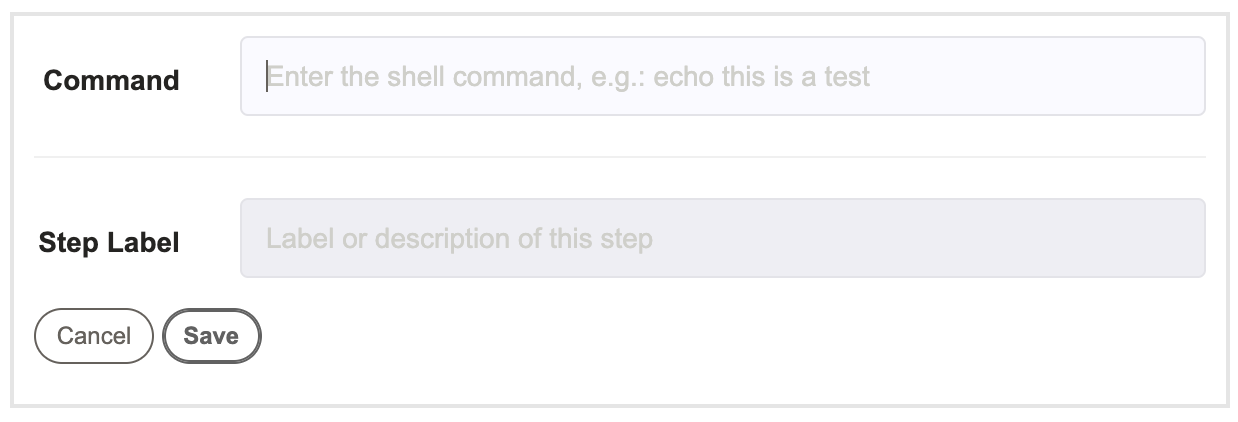 Command
Enter the shell command, e.g.: echo this is a test
Step Label
Label or description of this step
Cancel
Save